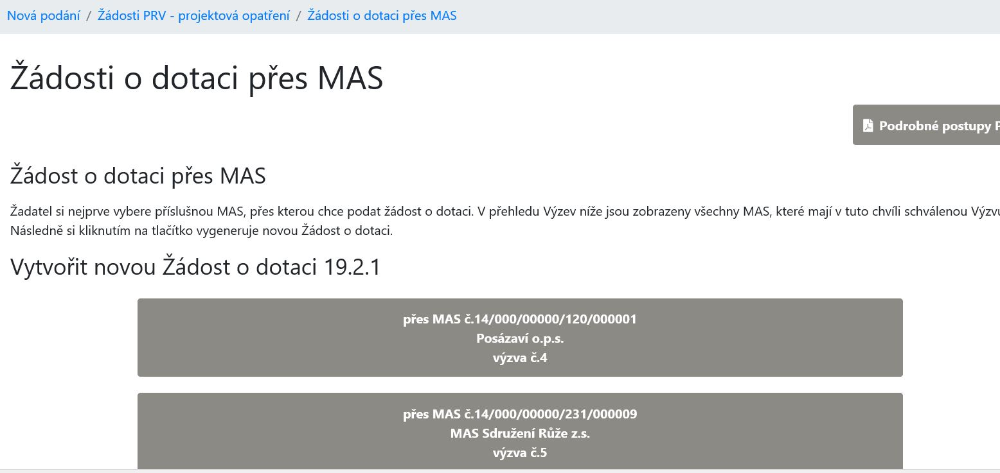 Nová podání / Žádosti PRV - projektová opatření / Žádosti o dotaci přes MAS
Žádosti o dotaci přes MAS
Podrobné postupy P
Žádost o dotaci přes MAS
Žadatel si nejprve vybere příslušnou MAS, přes kterou chce podat žádost o dotaci. V přehledu Výzev níže jsou zobrazeny všechny MAS, které mají v tuto chvíli schválenou Výzvu
Následně si kliknutím na tlačítko vygeneruje novou Žádost o dotaci.
Vytvořit novou Žádost o dotaci 19.2.1
přes MAS č.14/000/00000/120/000001
Posázaví o.p.s.
výzva č.4
přes MAS č.14/000/00000/231/000009
MAS Sdružení Růže z.s.
výzva č.5